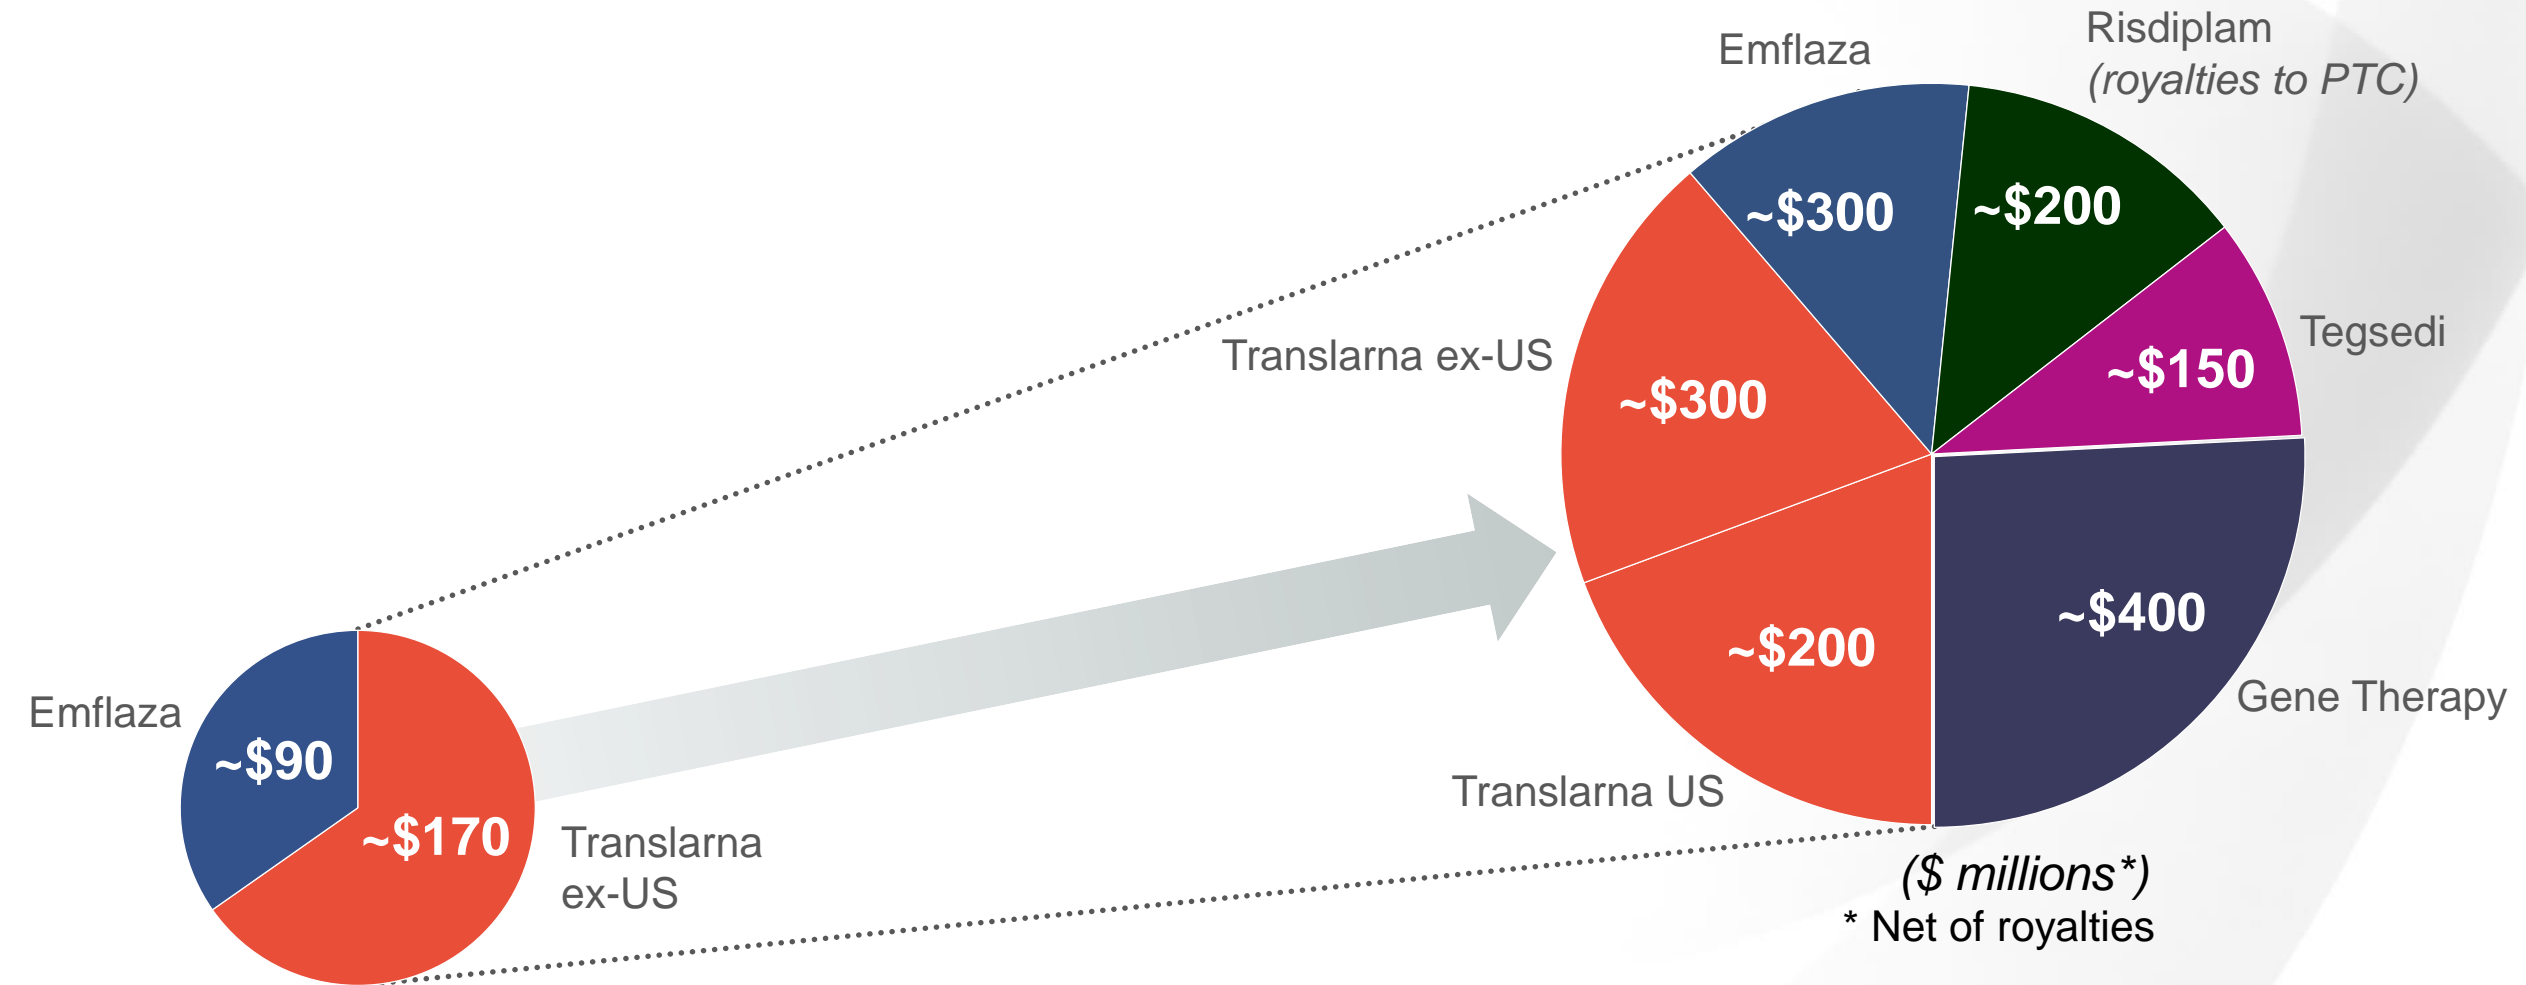 Emflaza
~$90
~$170
Translarna
ex-US
Emflaza
~$300
Risdiplam
(royalties to PTC)
~$200
Tegsedi
~$150
Translarna ex-US
~$300
Gene Therapy
~$400
Translarna US
~$200
($ millions*)
* Net of royalties